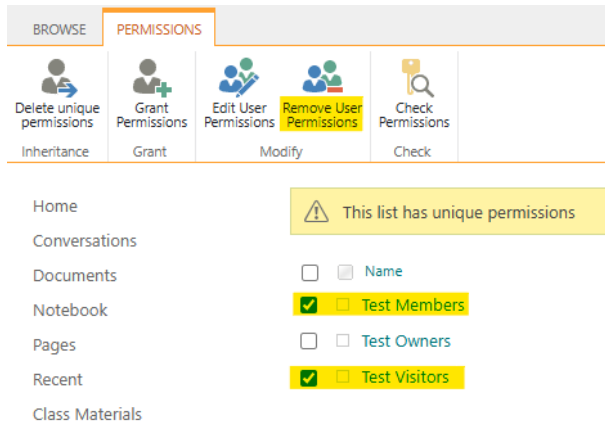 BROWSE
PERMISSIONS
Delete unique
permissions
Grant
Permissions
Edit User
Permissions
Remove User
Permissions
Check
Permissions
Inheritance
Grant
Modify
Check
Home
Conversations
Documents
Notebook
Pages
Recent
Class Materials
This list has unique permissions
Name
Test Members
Test Owners
Test Visitors